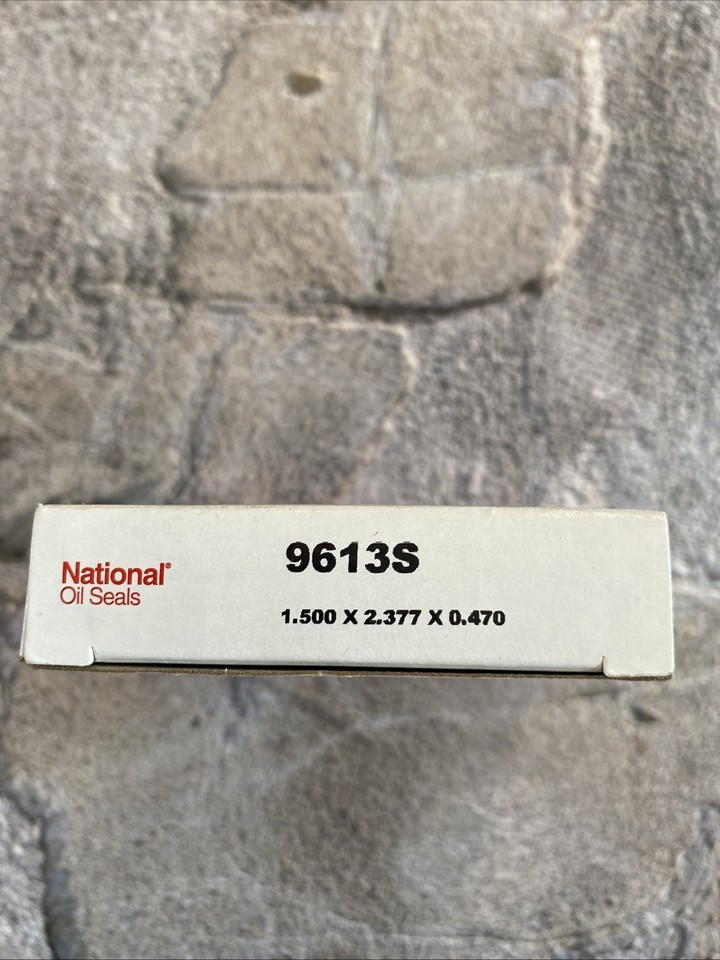 National®
Oil Seals
9613S
1.500 X 2.377 X 0.470